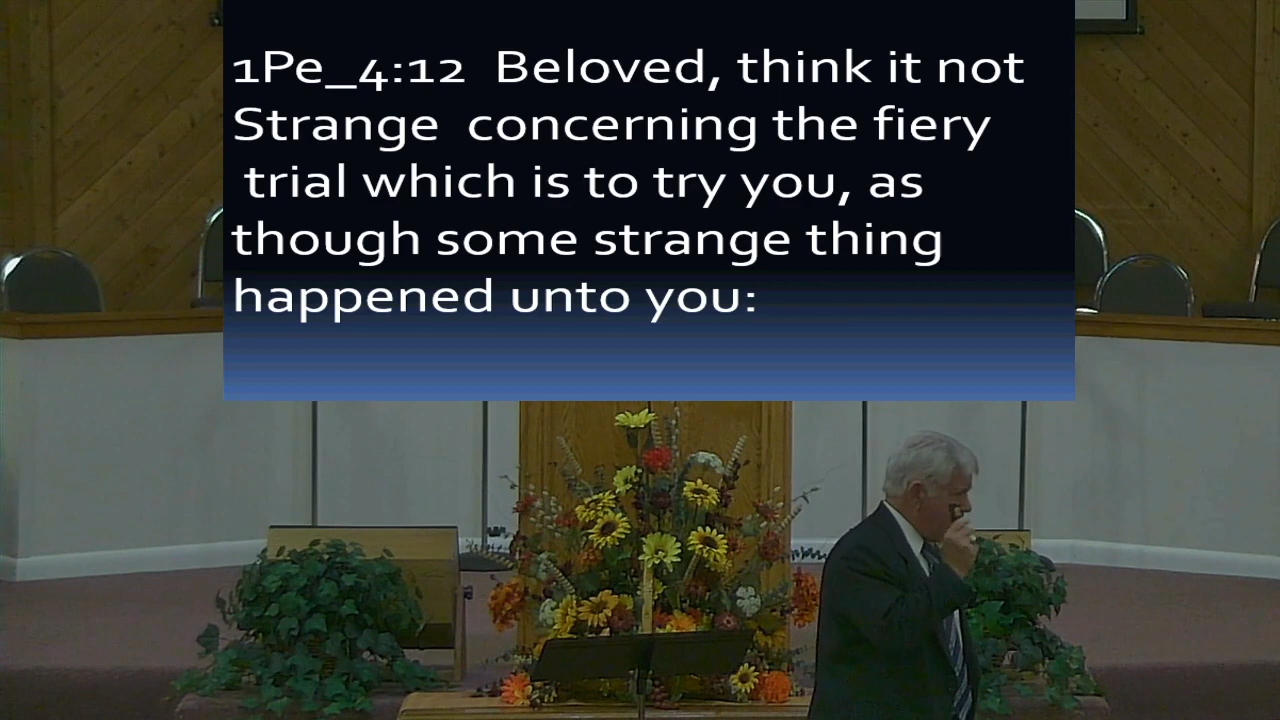 1Pe_4:12  Beloved, think it not
Strange  concerning the fiery
trial which is to try you, as
though some strange thing
happened unto you: